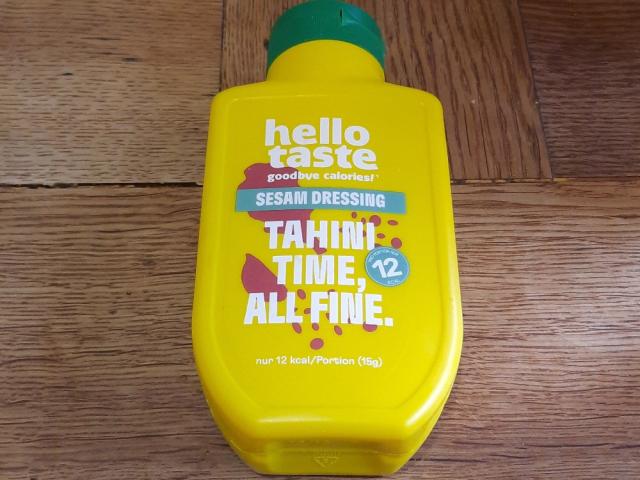 hello
taste
goodbye calories!*
SESAM DRESSING
TAHINI
TIME,
12
ALL FINE.
nur 12 kcal/Portion (15g)